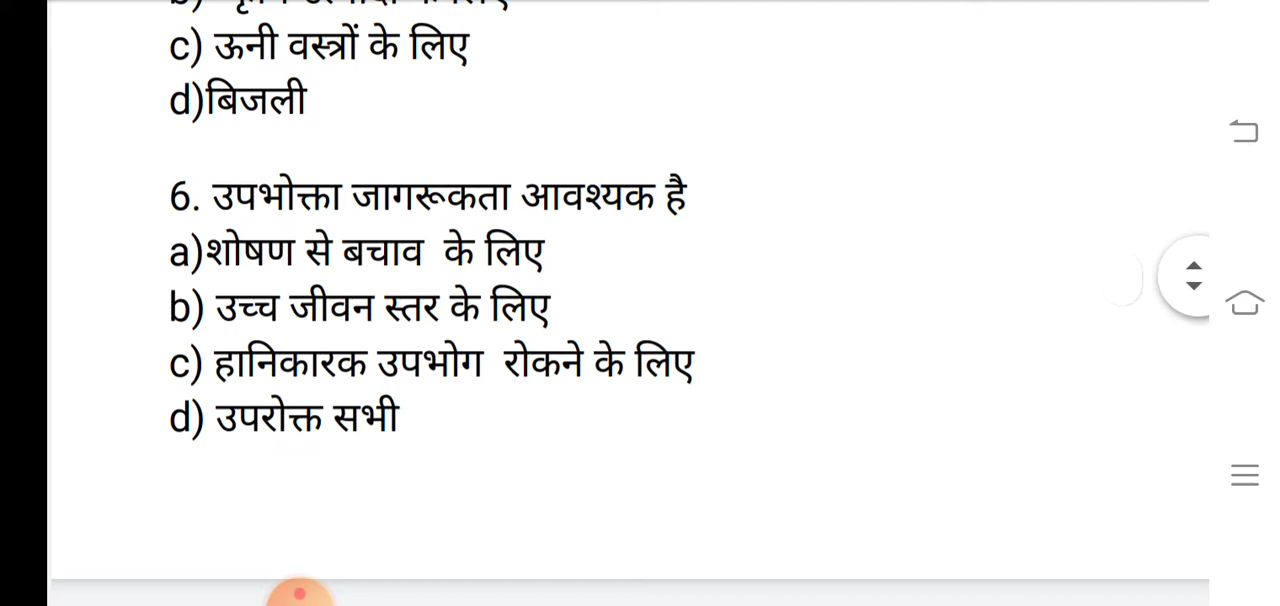 c) ऊनी वस्त्रों के लिए
d)बिजली
6. उपभोक्ता जागरूकता आवश्यक है
a)शोषण से बचाव के लिए
b) उच्च जीवन स्तर के लिए
c) हानिकारक उपभोग रोकने के लिए
d) उपरोक्त सभी